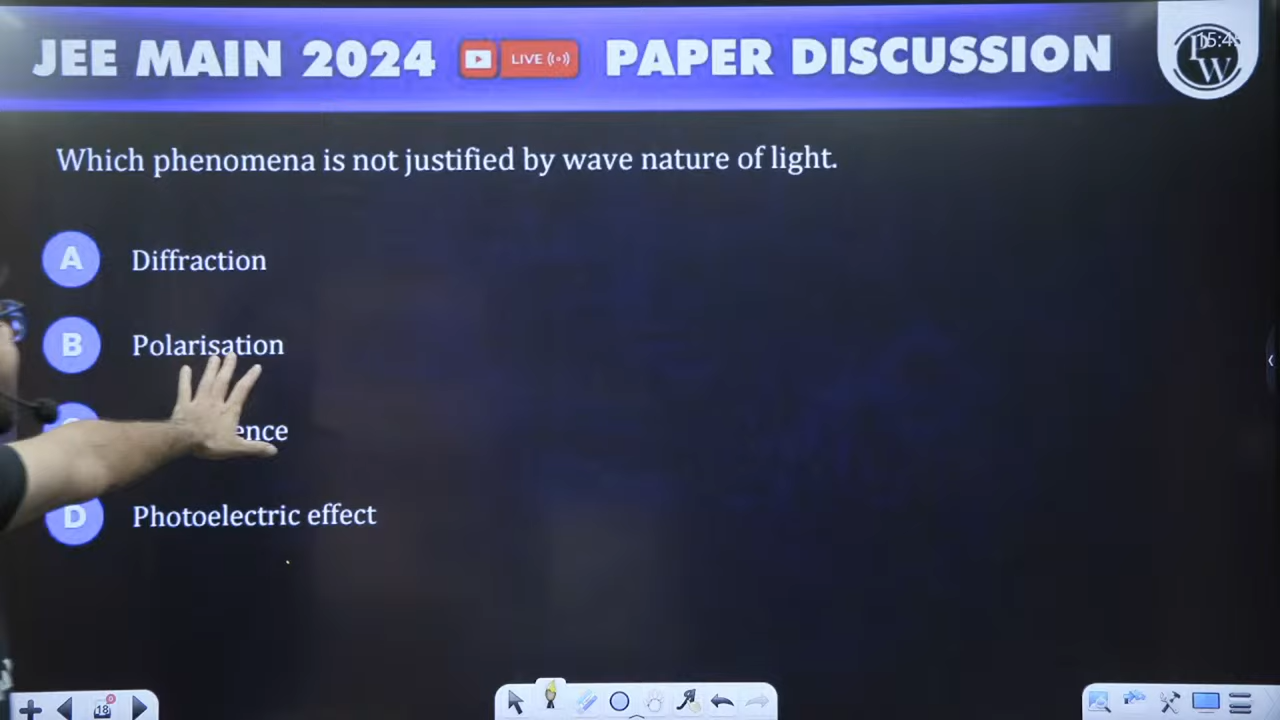 JEE MAIN 2024 LIVE PAPER DISCUSSION
Which phenomena is not justified by wave nature of light.
A Diffraction
B Polarisation
D Photoelectric effect
18